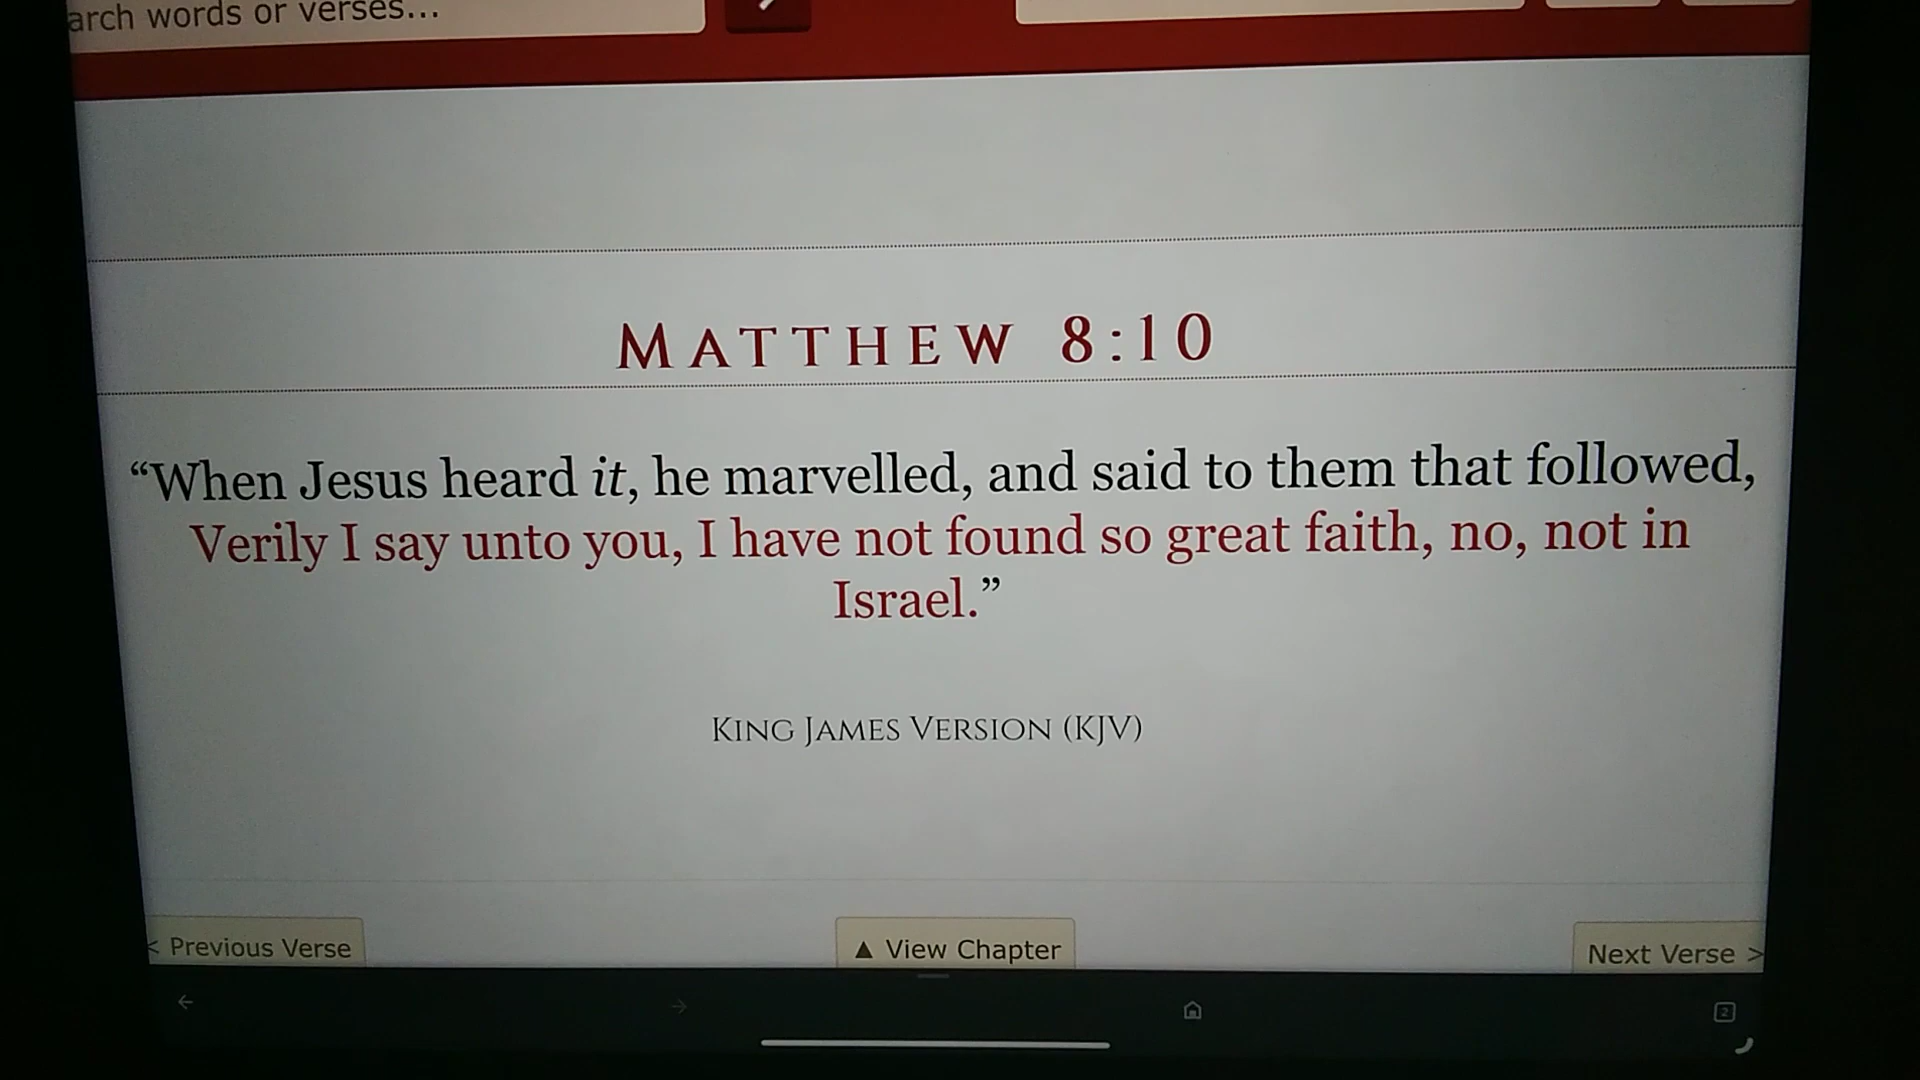 arch words or verses...
MATTHEW 8:10
“When Jesus heard it, he marvelled, and said to them that followed,
Verily I say unto you, I have not found so great faith, no, not in
Israel.”
KING JAMES VERSION (KJV)
< Previous Verse
▲ View Chapter
Next Verse >
2